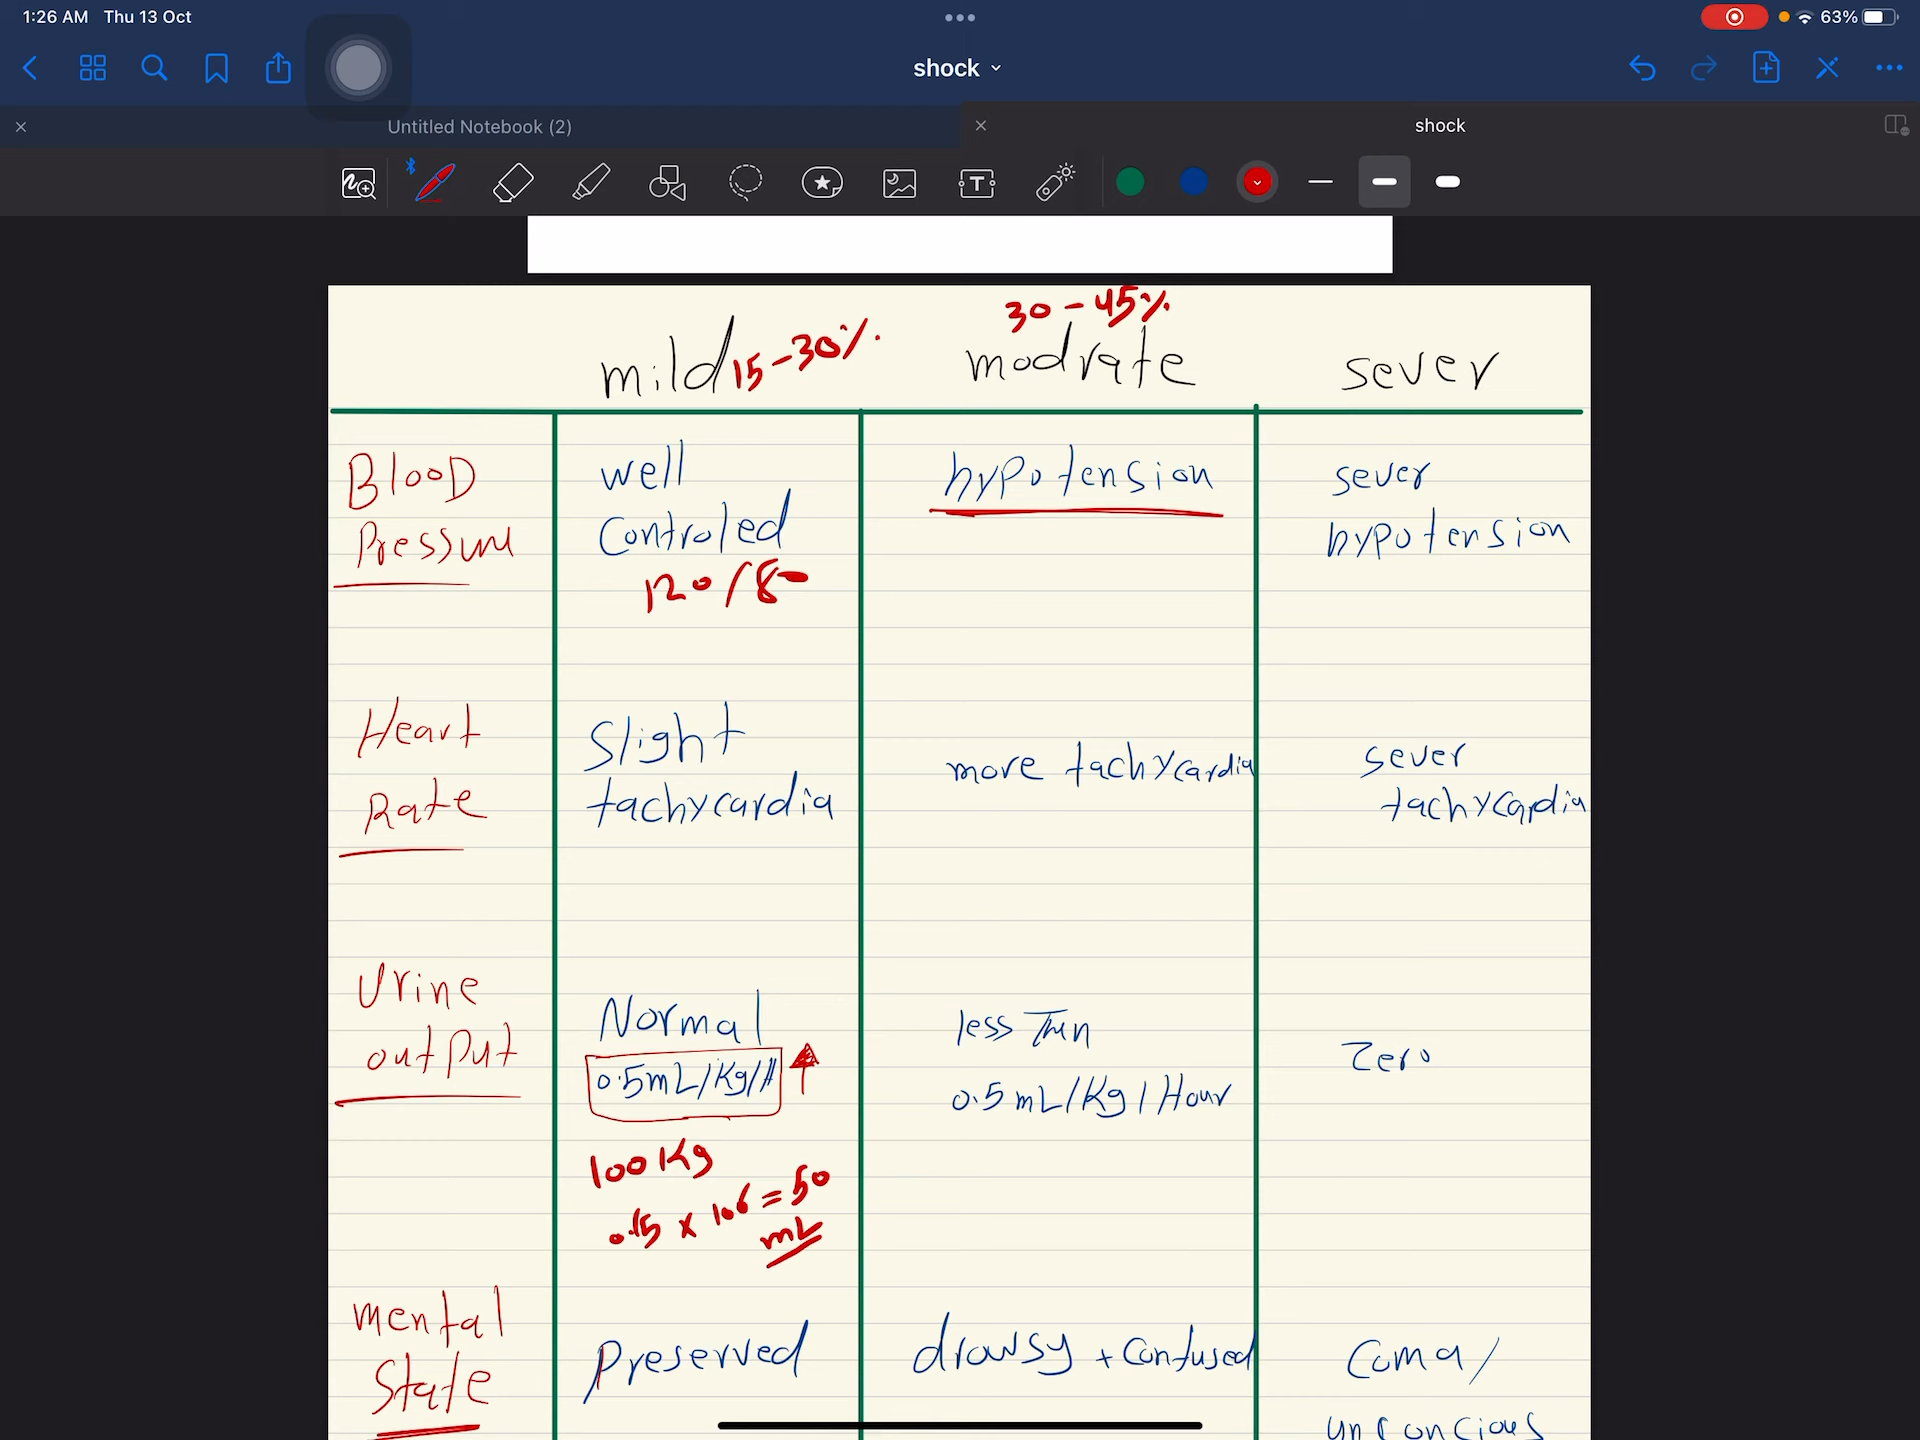 1:26 AM Thu 13 Oct
63%
shock
Untitled Notebook (2)
shock
30-45%
mild 15-30% modrate sever
Blood Pressure
well
Controled
120/80
hypotension
sever
hypotension
Heart
Rate
Slight
tachycardia
more tachycardia
sever
tachycardia
Urine
output
Normal
0.5mL/Kg/H
100 Kg
0.5 x 100 = 50
mL
less Than
0.5 mL/Kg/Hour
Zero
mental
State
Preserved
drowsy + Confused
Coma/
unconcious